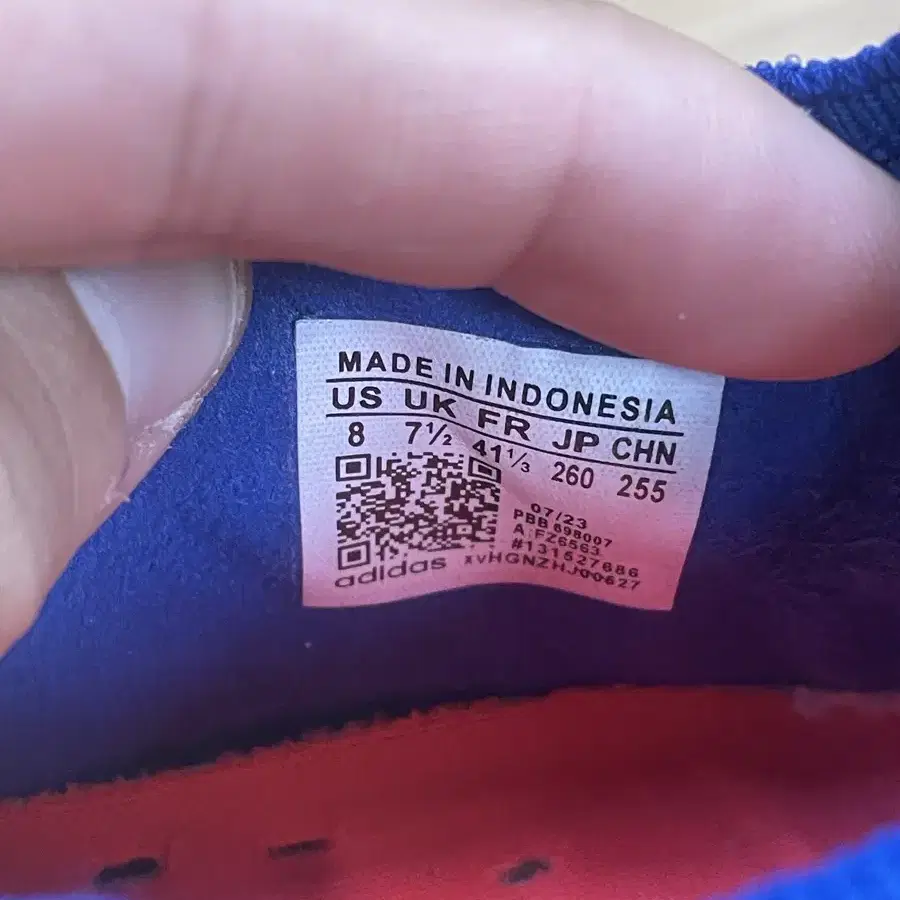 MADE IN INDONESIA
US UK FR JP CHN
8 7½ 41⅓ 260 255
07/23
PBB 698007
A FZ6563
#131527686
adidas xvHGNZHJ00627